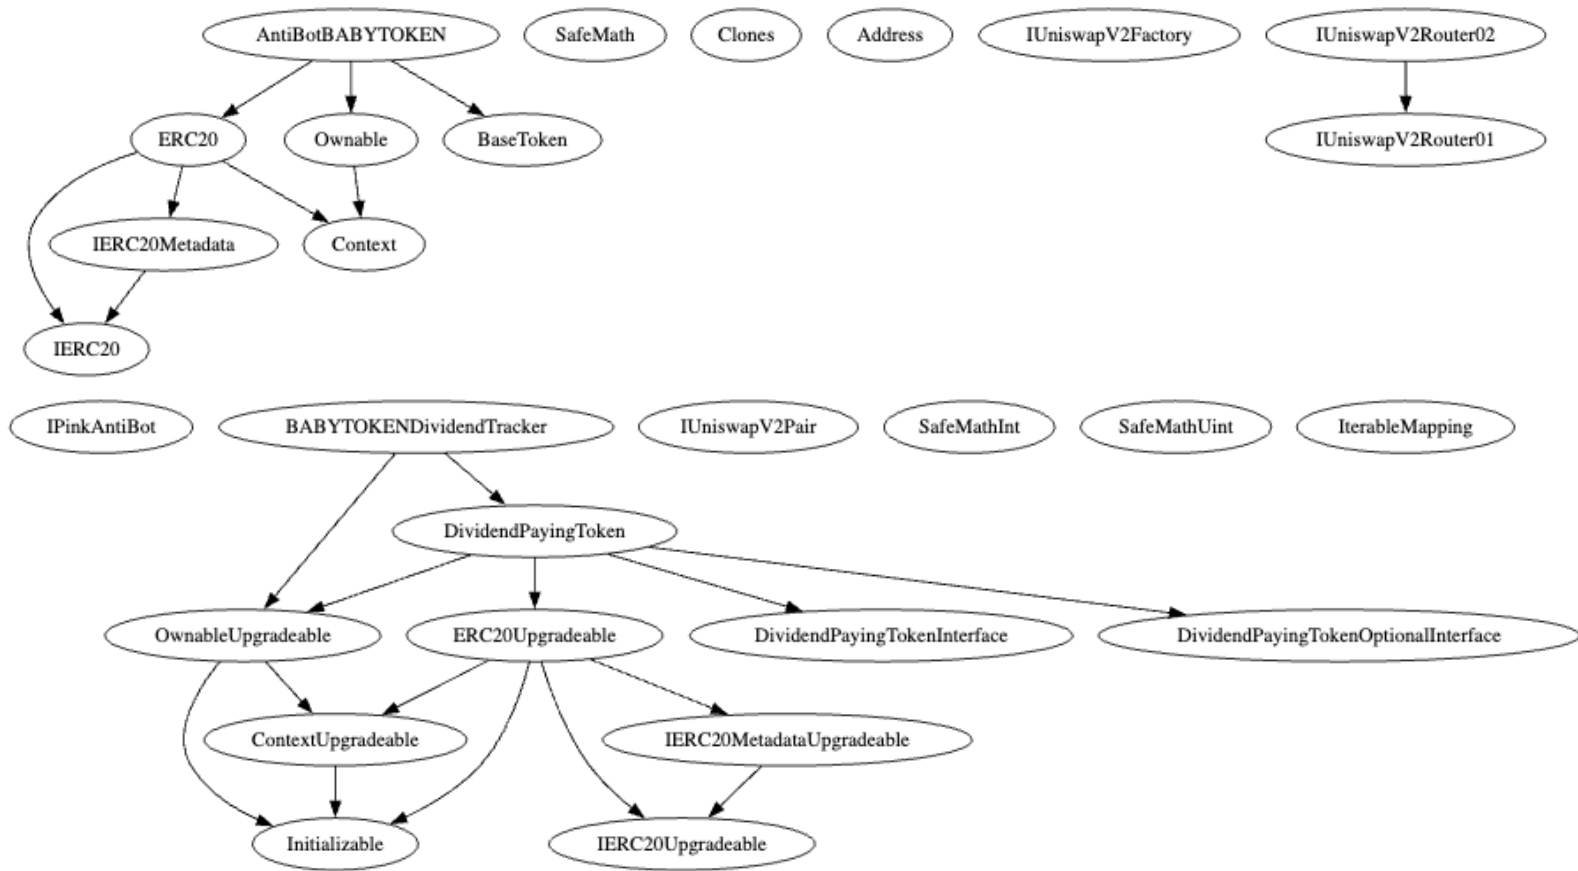 AntiBotBABYTOKEN
SafeMath
Clones
Address
IUniswapV2Factory
IUniswapV2Router02
ERC20
Ownable
BaseToken
IUniswapV2Router01
IERC20Metadata
Context
IERC20
IPinkAntiBot
BABYTOKENDividendTracker
IUniswapV2Pair
SafeMathInt
SafeMathUint
IterableMapping
DividendPayingToken
OwnableUpgradeable
ERC20Upgradeable
DividendPayingTokenInterface
DividendPayingTokenOptionalInterface
ContextUpgradeable
IERC20MetadataUpgradeable
Initializable
IERC20Upgradeable